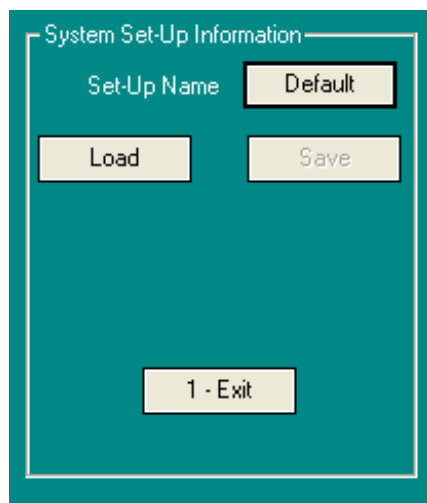 System Set-Up Information
Set-Up Name Default
Load Save
1 - Exit